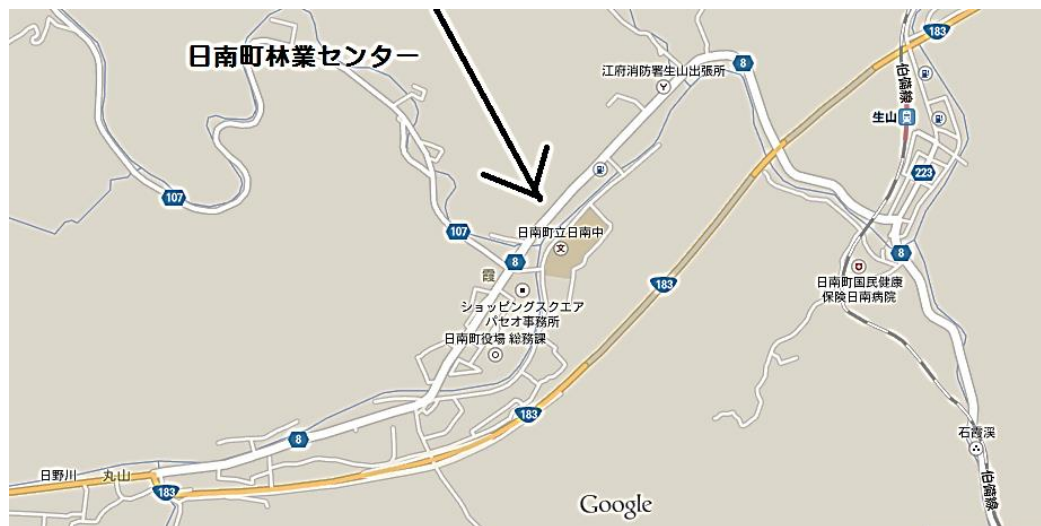 183
日南町林業センター
8
江府消防署生山出張所
伯備線
生山
223
107
107
日南町立日南中
8
183
霞
8
日南町国民健康
保険日南病院
ショッピングスクエア
パセオ事務所
日南町役場 総務課
183
8
石霞渓
日野川
丸山
183
伯備線
Google